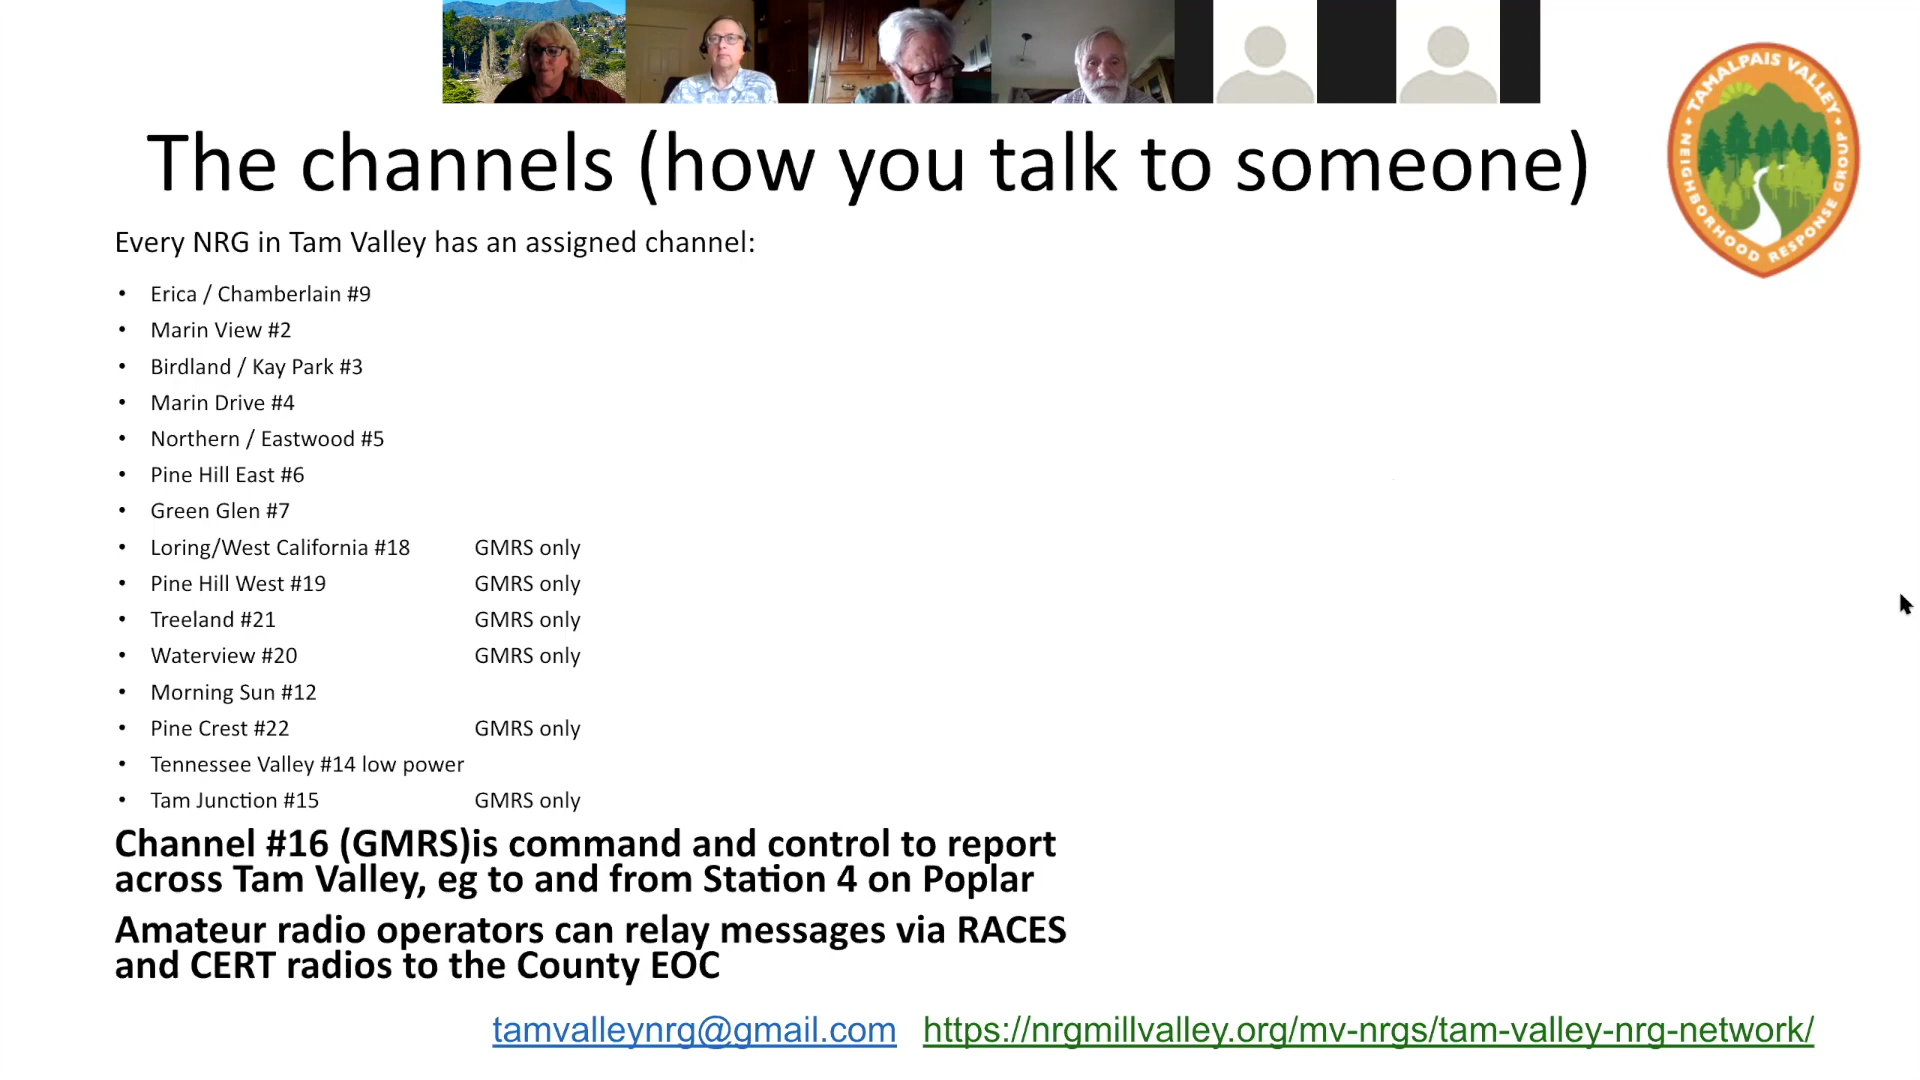 The channels (how you talk to someone)
TAMALPAIS VALLEY
NEIGHBORHOOD RESPONSE GROUP
Every NRG in Tam Valley has an assigned channel:
• Erica / Chamberlain #9
• Marin View #2
• Birdland / Kay Park #3
• Marin Drive #4
• Northern / Eastwood #5
• Pine Hill East #6
• Green Glen #7
• Loring/West California #18 GMRS only
• Pine Hill West #19 GMRS only
• Treeland #21 GMRS only
• Waterview #20 GMRS only
• Morning Sun #12
• Pine Crest #22 GMRS only
• Tennessee Valley #14 low power
• Tam Junction #15 GMRS only
Channel #16 (GMRS)is command and control to report
across Tam Valley, eg to and from Station 4 on Poplar
Amateur radio operators can relay messages via RACES
and CERT radios to the County EOC
tamvalleynrg@gmail.com https://nrgmillvalley.org/mv-nrgs/tam-valley-nrg-network/